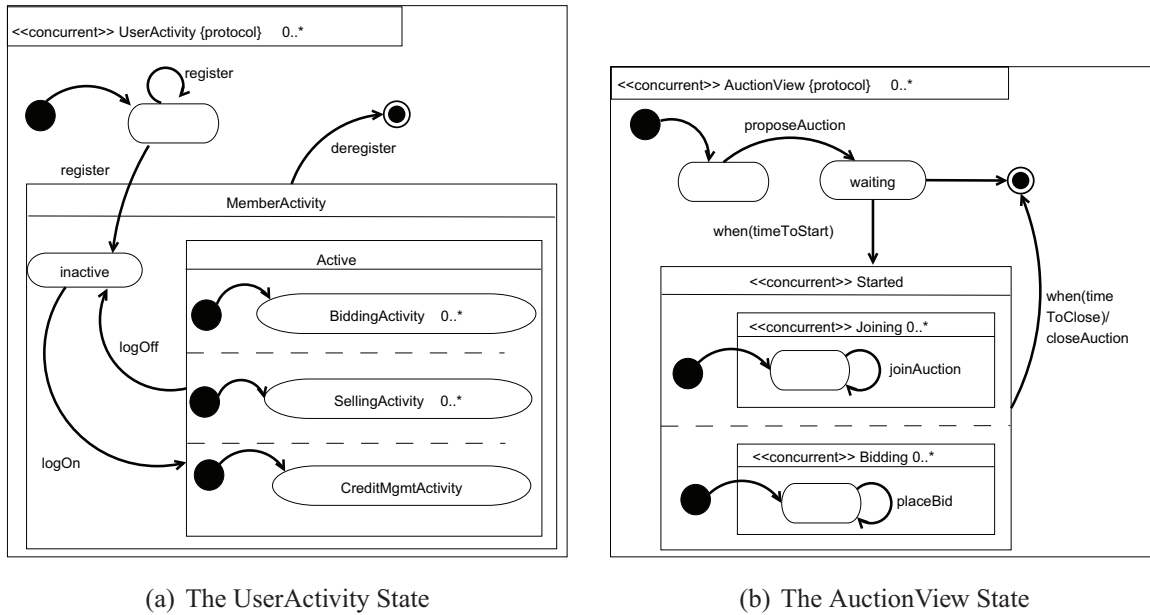 <<concurrent>> UserActivity {protocol} 0..*
register
deregister
register
MemberActivity
inactive
Active
BiddingActivity 0..*
logOff
SellingActivity 0..*
logOn
CreditMgmtActivity
(a) The UserActivity State
<<concurrent>> AuctionView {protocol} 0..*
proposeAuction
waiting
when(timeToStart)
<<concurrent>> Started
when(time
ToClose)/
closeAuction
<<concurrent>> Joining 0..*
joinAuction
<<concurrent>> Bidding 0..*
placeBid
(b) The AuctionView State